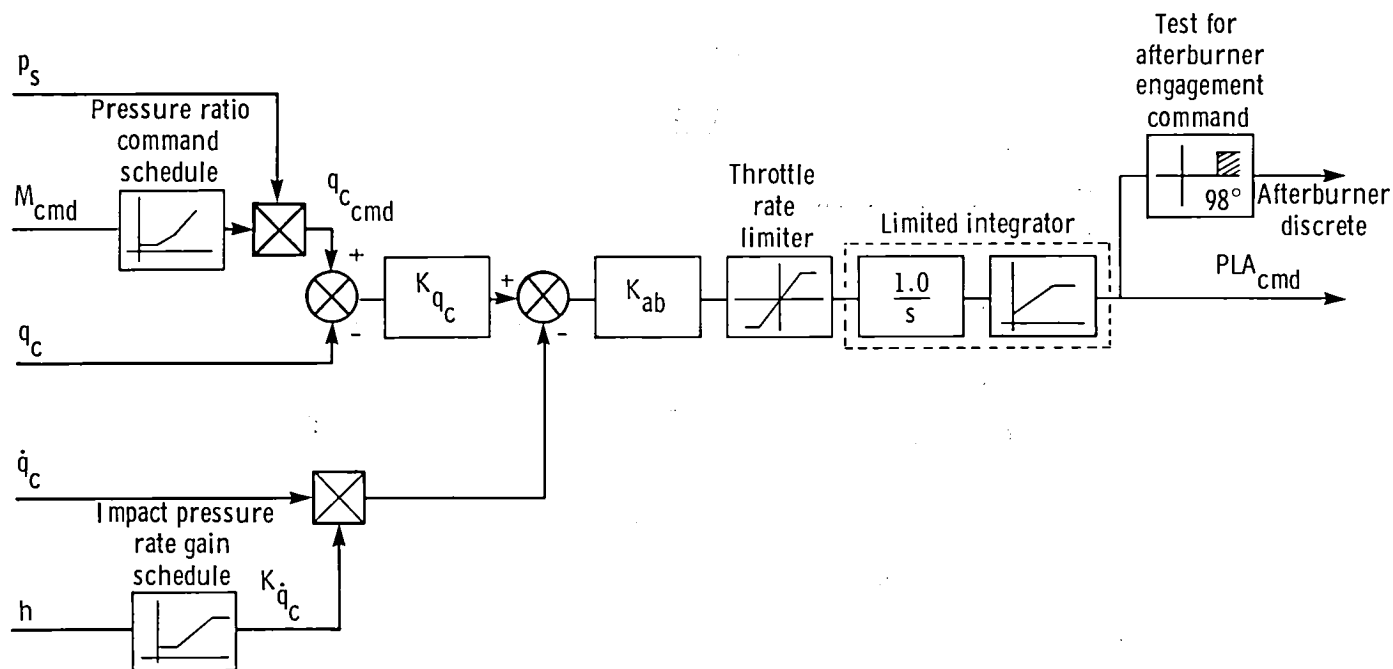 Test for
afterburner
engagement
command
p_s
Pressure ratio
command
schedule
M_cmd
q_c_cmd
Throttle
rate
limiter
Limited integrator
98°
Afterburner
discrete
+
K_q_c
+
K_ab
1.0
s
PLA_cmd
-
-
q_c
q̇_c
Impact pressure
rate gain
schedule
K_q̇_c
h